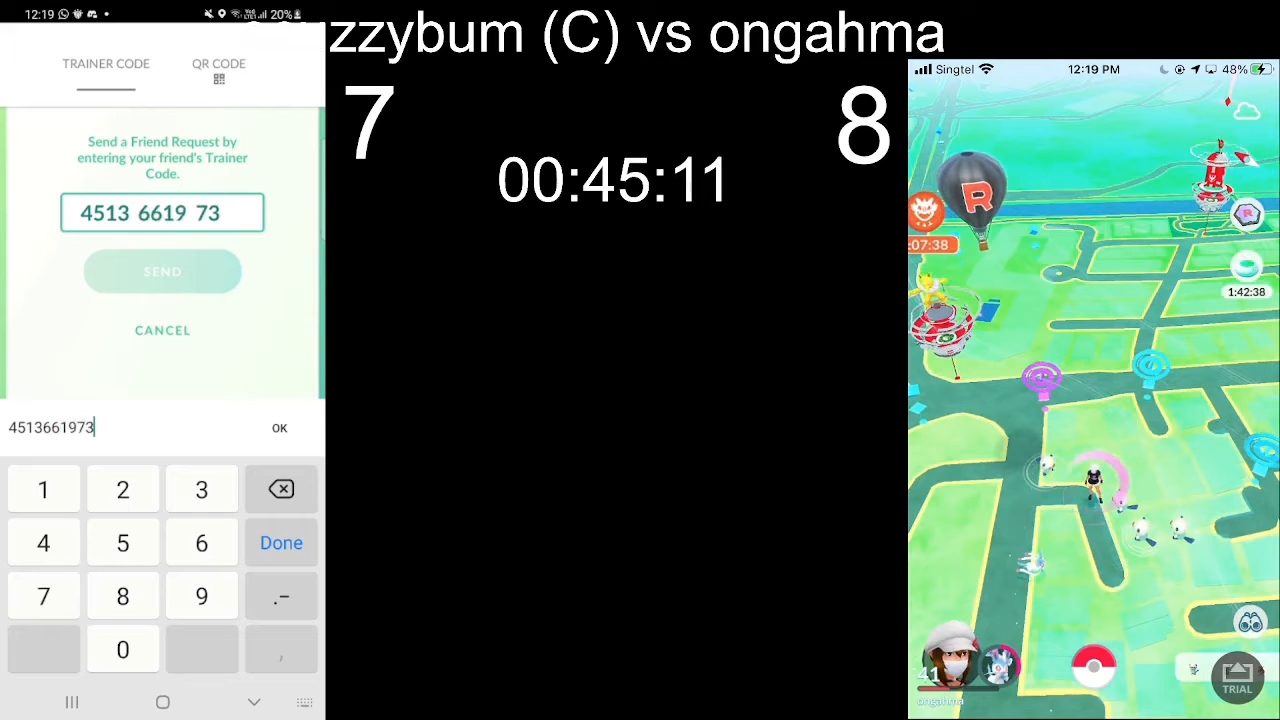 12:19
20%
zzybum (C) vs ongahma
TRAINER CODE
QR CODE
7
8
00:45:11
Send a Friend Request by
entering your friend's Trainer
Code.
4513 6619 73
SEND
CANCEL
4513661973
OK
1
2
3
4
5
6
Done
7
8
9
.-
0
,
Singtel
12:19 PM
48%
R
R
:07:38
1:42:38
41
ongahma
TRIAL